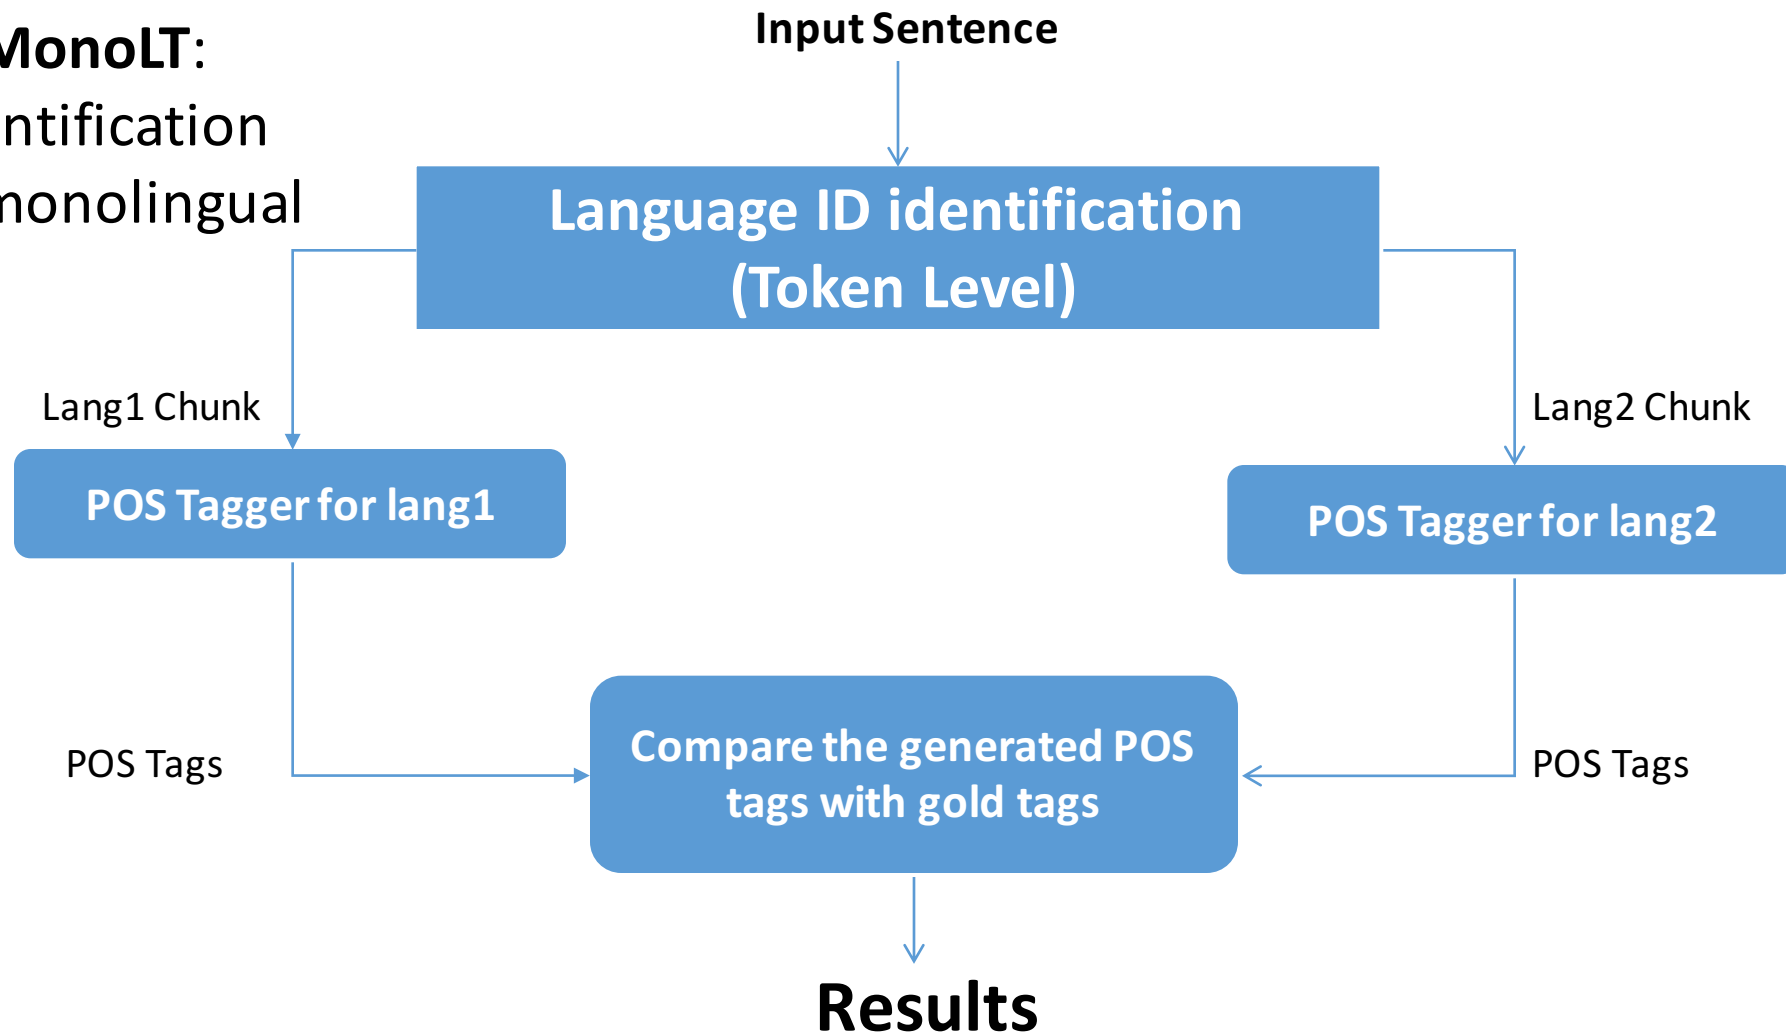 MonoLT:
ntification
monolingual
Input Sentence
Language ID identification
(Token Level)
Lang1 Chunk
Lang2 Chunk
POS Tagger for lang1
POS Tagger for lang2
Compare the generated POS
tags with gold tags
POS Tags
POS Tags
Results